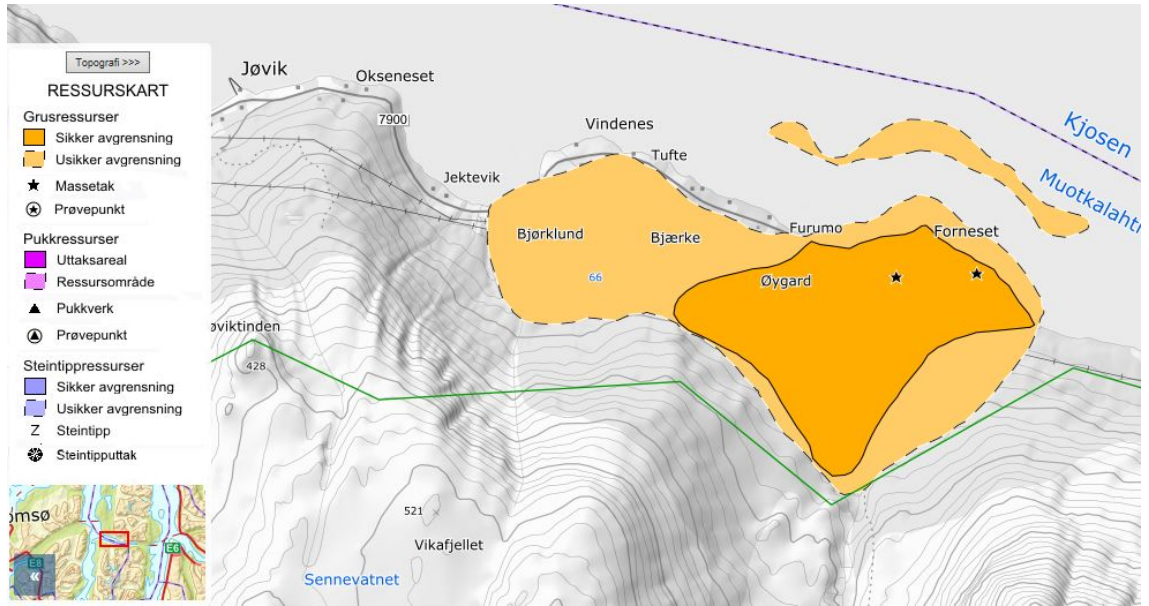 Topografi >>>
RESSURSKART
Grusressurser
Sikker avgrensning
Usikker avgrensning
Massetak
Prøvepunkt
Pukkressurser
Uttaksareal
Ressursområde
Pukkverk
Prøvepunkt
Steintippressurser
Sikker avgrensning
Usikker avgrensning
Z Steintipp
Steintipputtak
omsø
E6
E8
«
Jøvik
Okseneset
7900
Vindenes
Tufte
Jektevik
Kjosen
Muotkalahti
Bjørklund
Bjærke
Furumo
Forneset
66
Øygard
øviktinden
428
521
Vikafjellet
Sennevatnet